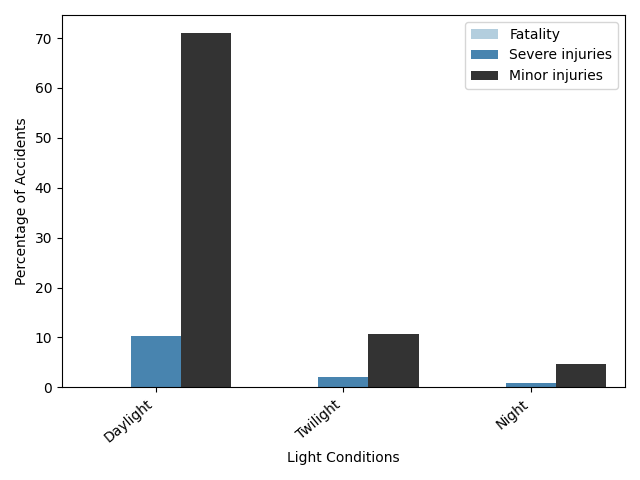 Fatality
Severe injuries
Minor injuries
Percentage of Accidents
70
60
50
40
30
20
10
0
Daylight
Twilight
Night
Light Conditions